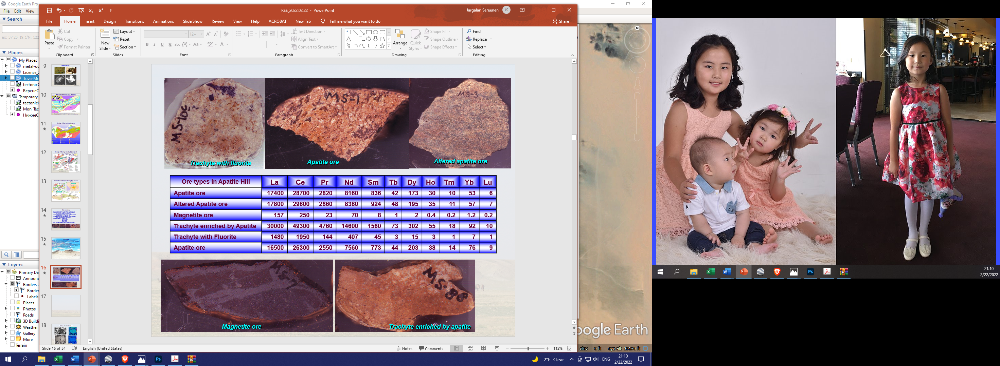 Google Earth Pro
File Edit View
Search
ex: 37 25' 19.1"N, 122
Places
My Places
metal-oc
License_2
Tuva-Mo
tectonic
ВерхнеС
Temporary
tectonic
Mon_Tec
НижнеС
Layers
Primary Da
Announc
Borders a
Border
Labels
Places
Photos
Roads
3D Buildi
Weather
Gallery
More
Terrain
REE_2022.02.22 - PowerPoint
Jargalan Sereenen JS
File Home Insert Design Transitions Animations Slide Show Review View Help ACROBAT New Tab Tell me what you want to do Share
Paste
Cut
Copy
Format Painter
Clipboard
New Slide
Layout
Reset
Section
Slides
12+
B I U S abc AV Aa A
Font
Text Direction
Align Text
Convert to SmartArt
Paragraph
Arrange
Quick Styles
Shape Fill
Shape Outline
Shape Effects
Drawing
Find
Replace
Select
Editing
9
10
11
12
13
14
15
16
17
18
MS-10c
MS-1
MS-3
Trachyte with fluorite
Apatite ore
Altered apatite ore
Ore types in Apatite Hill La Ce Pr Nd Sm Tb Dy Ho Tm Yb Lu
Apatite ore 17400 28700 2820 8160 836 42 173 30 10 53 6
Altered Apatite ore 17800 29600 2860 8380 924 48 195 35 11 57 7
Magnetite ore 157 250 23 70 8 1 2 0.4 0.2 1.2 0.2
Trachyte enriched by Apatite 30000 49300 4760 14600 1560 73 302 55 18 92 10
Trachyte with Fluorite 1480 1950 144 407 45 3 15 3 1 7 1
Apatite ore 16500 26300 2550 7560 773 44 203 38 14 76 9
MS-88
Magnetite ore
Trachyte enriched by apatite
Slide 16 of 54 English (United States) Notes Comments 112%
N
oogle Earth
elev 0 ft eye alt 39170 ft
-2°F Clear ENG
21:10
2/22/2022
21:10
2/22/2022